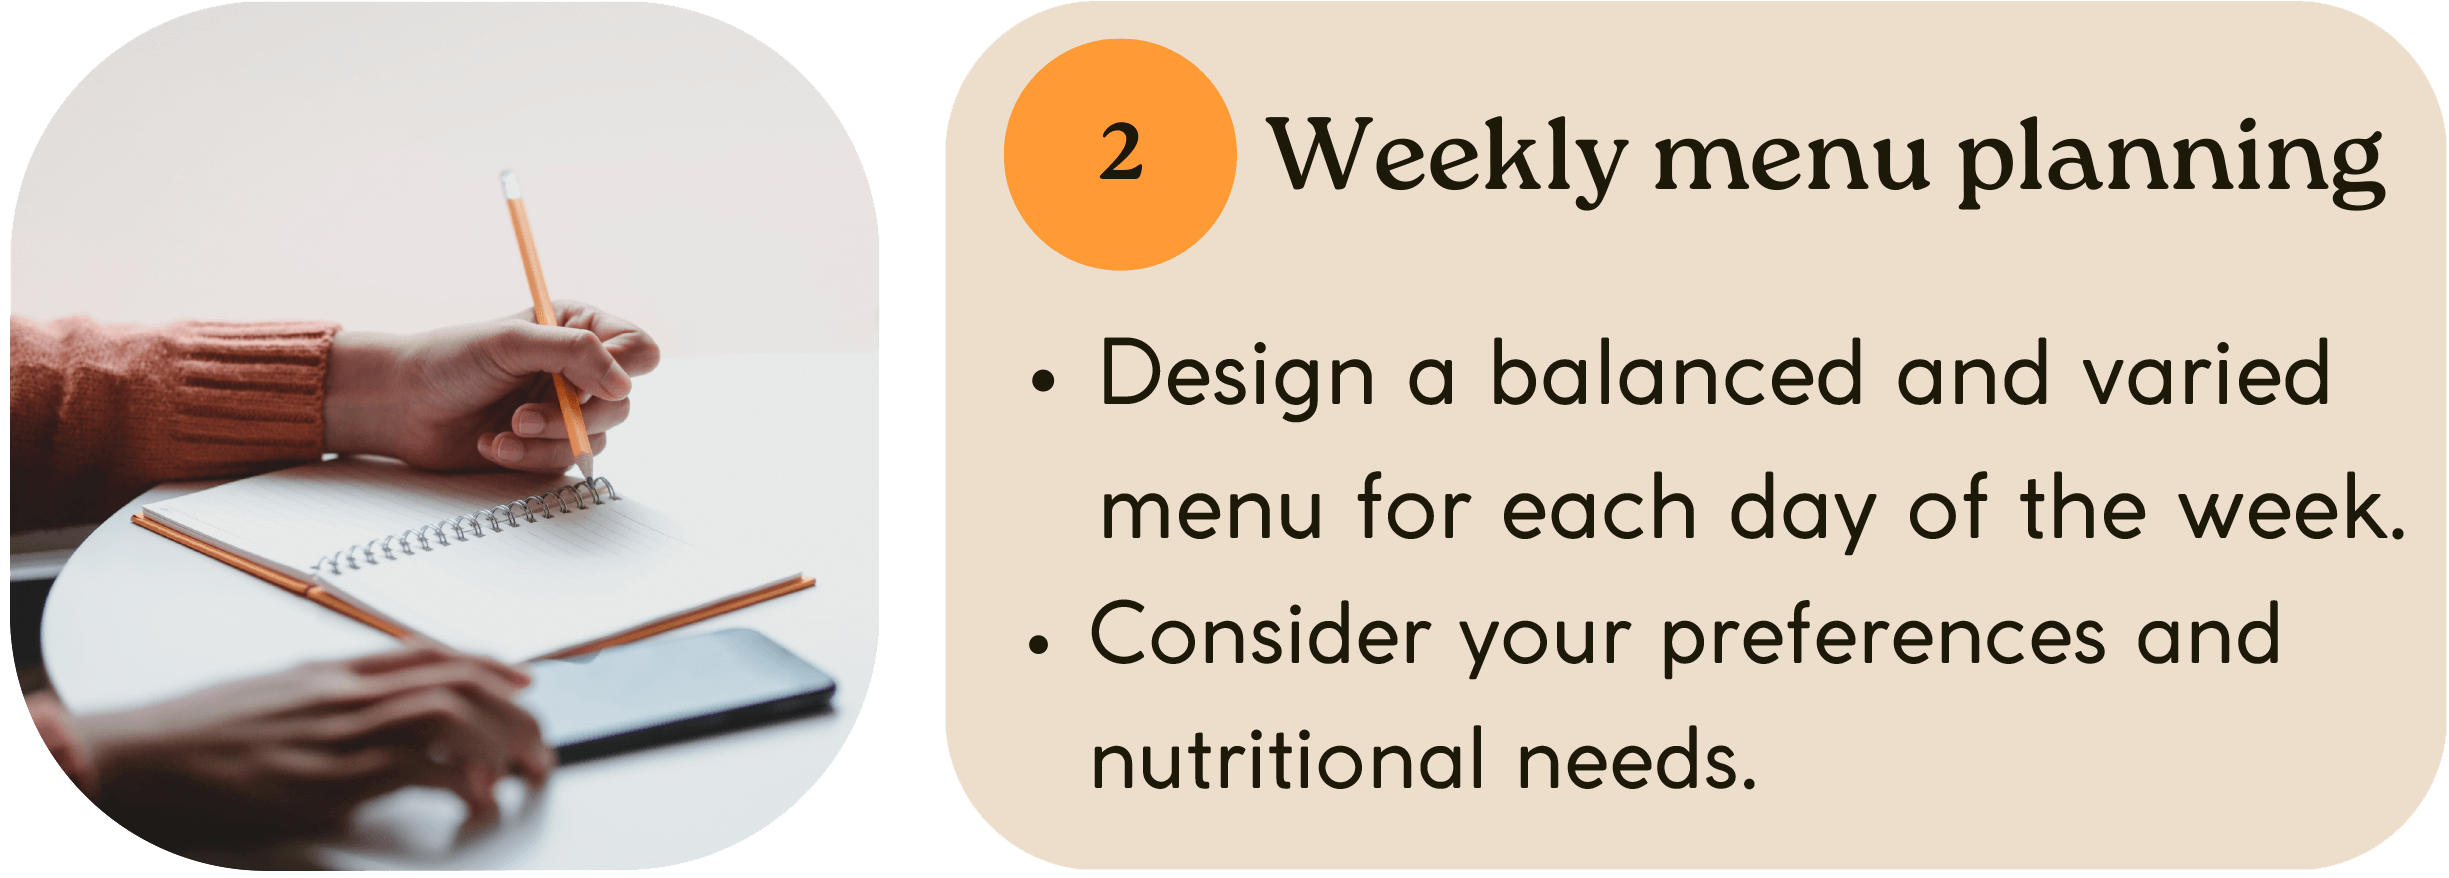 2
Weekly menu planning
• Design a balanced and varied
menu for each day of the week.
• Consider your preferences and
nutritional needs.